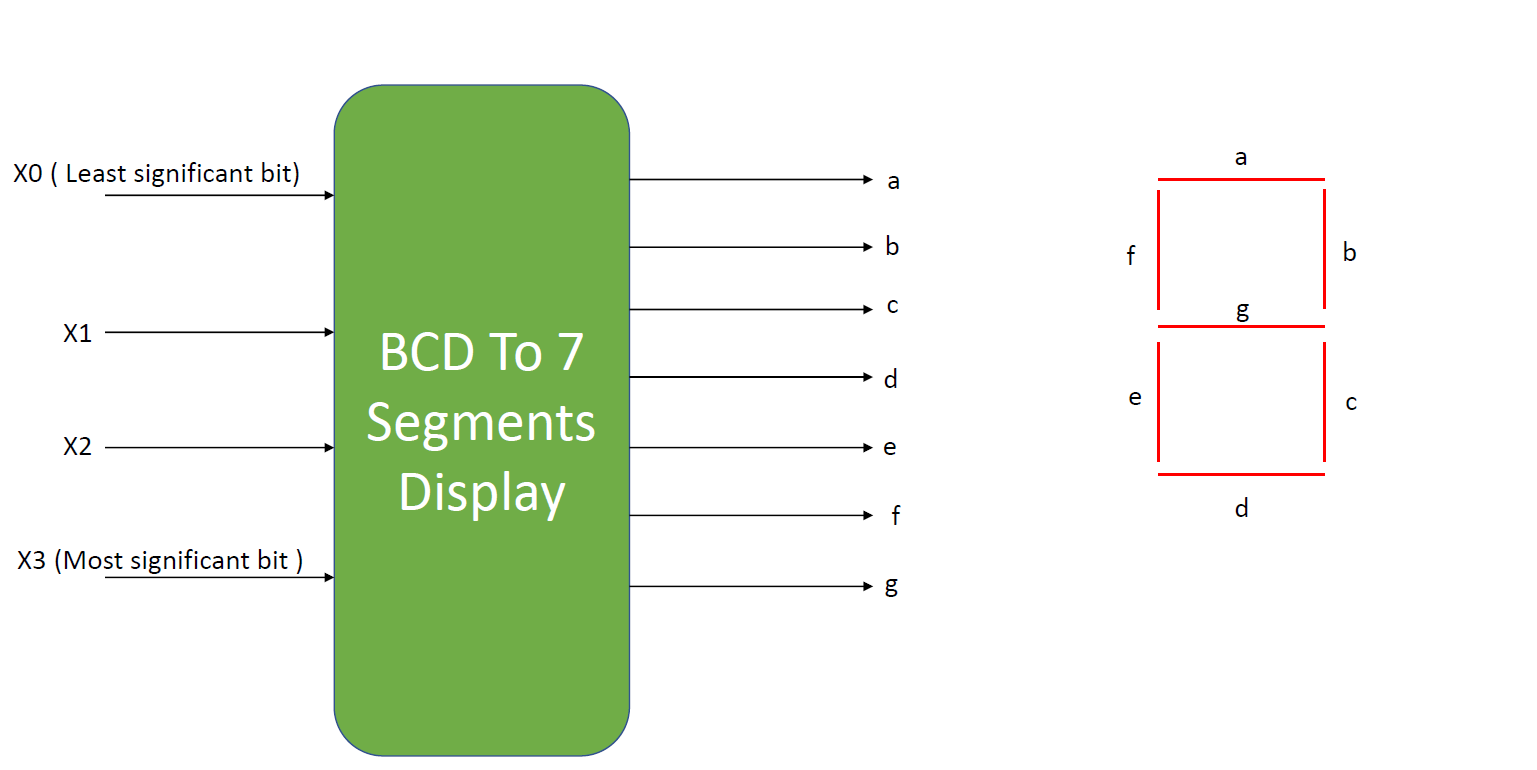 X0 ( Least significant bit)
X1
X2
X3 (Most significant bit )
BCD To 7
Segments
Display
a
b
c
d
e
f
g
a
f
b
g
e
c
d